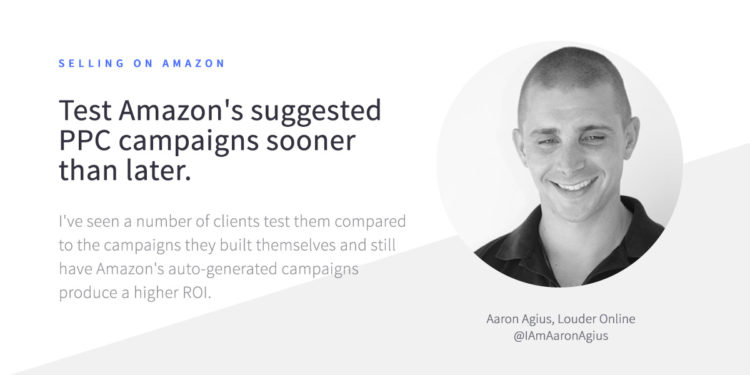 SELLING ON AMAZON
Test Amazon's suggested
PPC campaigns sooner
than later.
I've seen a number of clients test them compared
to the campaigns they built themselves and still
have Amazon's auto-generated campaigns
produce a higher ROI.
Aaron Agius, Louder Online
@IAmAaronAgius